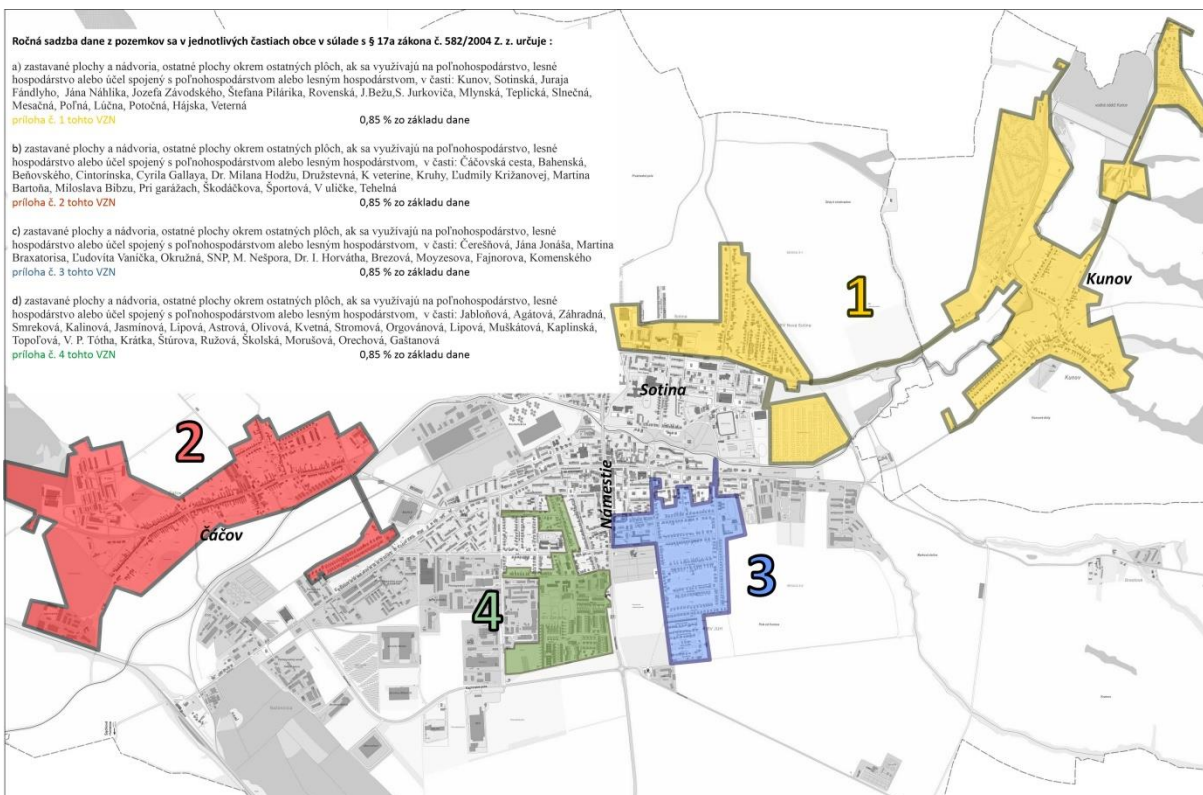 Ročná sadzba dane z pozemkov sa v jednotlivých častiach obce v súlade s § 17a zákona č. 582/2004 Z. z. určuje :
a) zastavané plochy a nádvoria, ostatné plochy okrem ostatných plôch, ak sa využívajú na poľnohospodárstvo, lesné
hospodárstvo alebo účel spojený s poľnohospodárstvom alebo lesným hospodárstvom, v časti: Kunov, Sotinská, Juraja
Fándlyho, Jána Náhlika, Jozefa Závodského, Štefana Pilárika, Rovenská, J.Bežu,S. Jurkoviča, Mlynská, Teplická, Slnečná,
Mesačná, Poľná, Lúčna, Potočná, Hájska, Veterná
príloha č. 1 tohto VZN 0,85 % zo základu dane
b) zastavané plochy a nádvoria, ostatné plochy okrem ostatných plôch, ak sa využívajú na poľnohospodárstvo, lesné
hospodárstvo alebo účel spojený s poľnohospodárstvom alebo lesným hospodárstvom, v časti: Čáčovská cesta, Bahenská,
Beňovského, Cintorínska, Cyrila Gallaya, Dr. Milana Hodžu, Družstevná, K veterine, Kruhy, Ľudmily Križanovej, Martina
Bartoňa, Miloslava Bibzu, Pri garážach, Škodáčkova, Športová, V uličke, Tehelná
príloha č. 2 tohto VZN 0,85 % zo základu dane
c) zastavané plochy a nádvoria, ostatné plochy okrem ostatných plôch, ak sa využívajú na poľnohospodárstvo, lesné
hospodárstvo alebo účel spojený s poľnohospodárstvom alebo lesným hospodárstvom, v časti: Čerešňová, Jána Jonáša, Martina
Braxatorisa, Ľudovíta Vaníčka, Okružná, SNP, M. Nešpora, Dr. I. Horvátha, Brezová, Moyzesova, Fajnorova, Komenského
príloha č. 3 tohto VZN 0,85 % zo základu dane
d) zastavané plochy a nádvoria, ostatné plochy okrem ostatných plôch, ak sa využívajú na poľnohospodárstvo, lesné
hospodárstvo alebo účel spojený s poľnohospodárstvom alebo lesným hospodárstvom, v časti: Jabloňová, Agátová, Záhradná,
Smreková, Kalinová, Jasmínová, Lipová, Astrová, Olivová, Kvetná, Stromová, Orgovánová, Lipová, Muškátová, Kaplinská,
Topoľová, V. P. Tótha, Krátka, Štúrova, Ružová, Školská, Morušová, Orechová, Gaštanová
príloha č. 4 tohto VZN 0,85 % zo základu dane
1
Kunov
Kunov
Sotina
2
Čáčov
Námestie
3
4